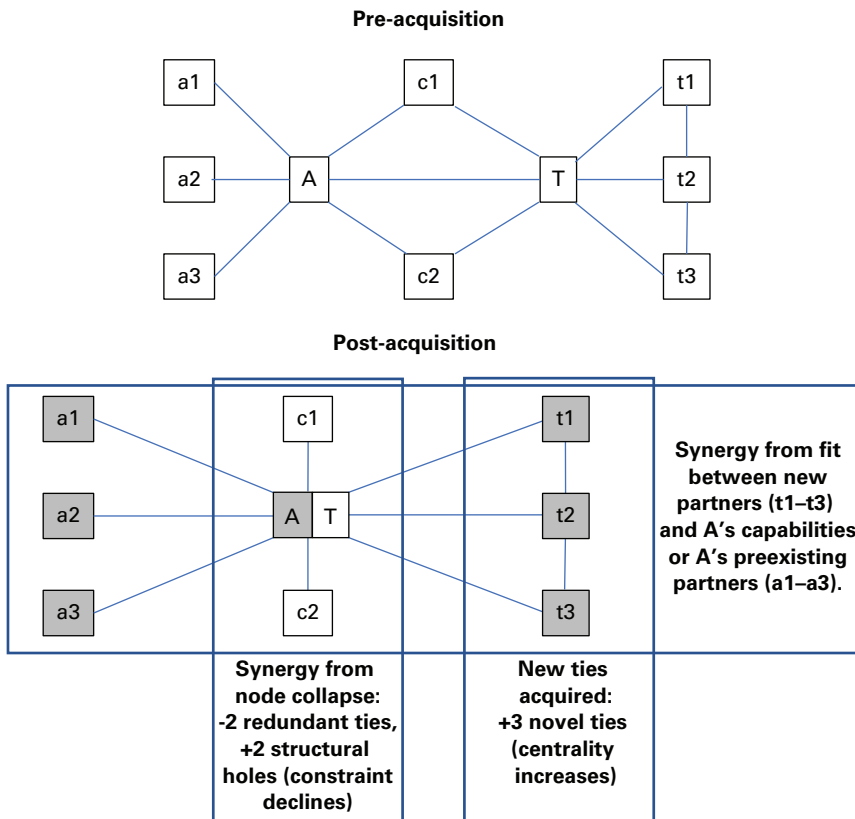 Pre-acquisition
a1
c1
t1
a2
A
T
t2
a3
c2
t3
Post-acquisition
a1
c1
t1
a2
A
T
t2
a3
c2
t3
Synergy from fit
between new
partners (t1–t3)
and A's capabilities
or A's preexisting
partners (a1–a3).
Synergy from
node collapse:
-2 redundant ties,
+2 structural
holes (constraint
declines)
New ties
acquired:
+3 novel ties
(centrality
increases)